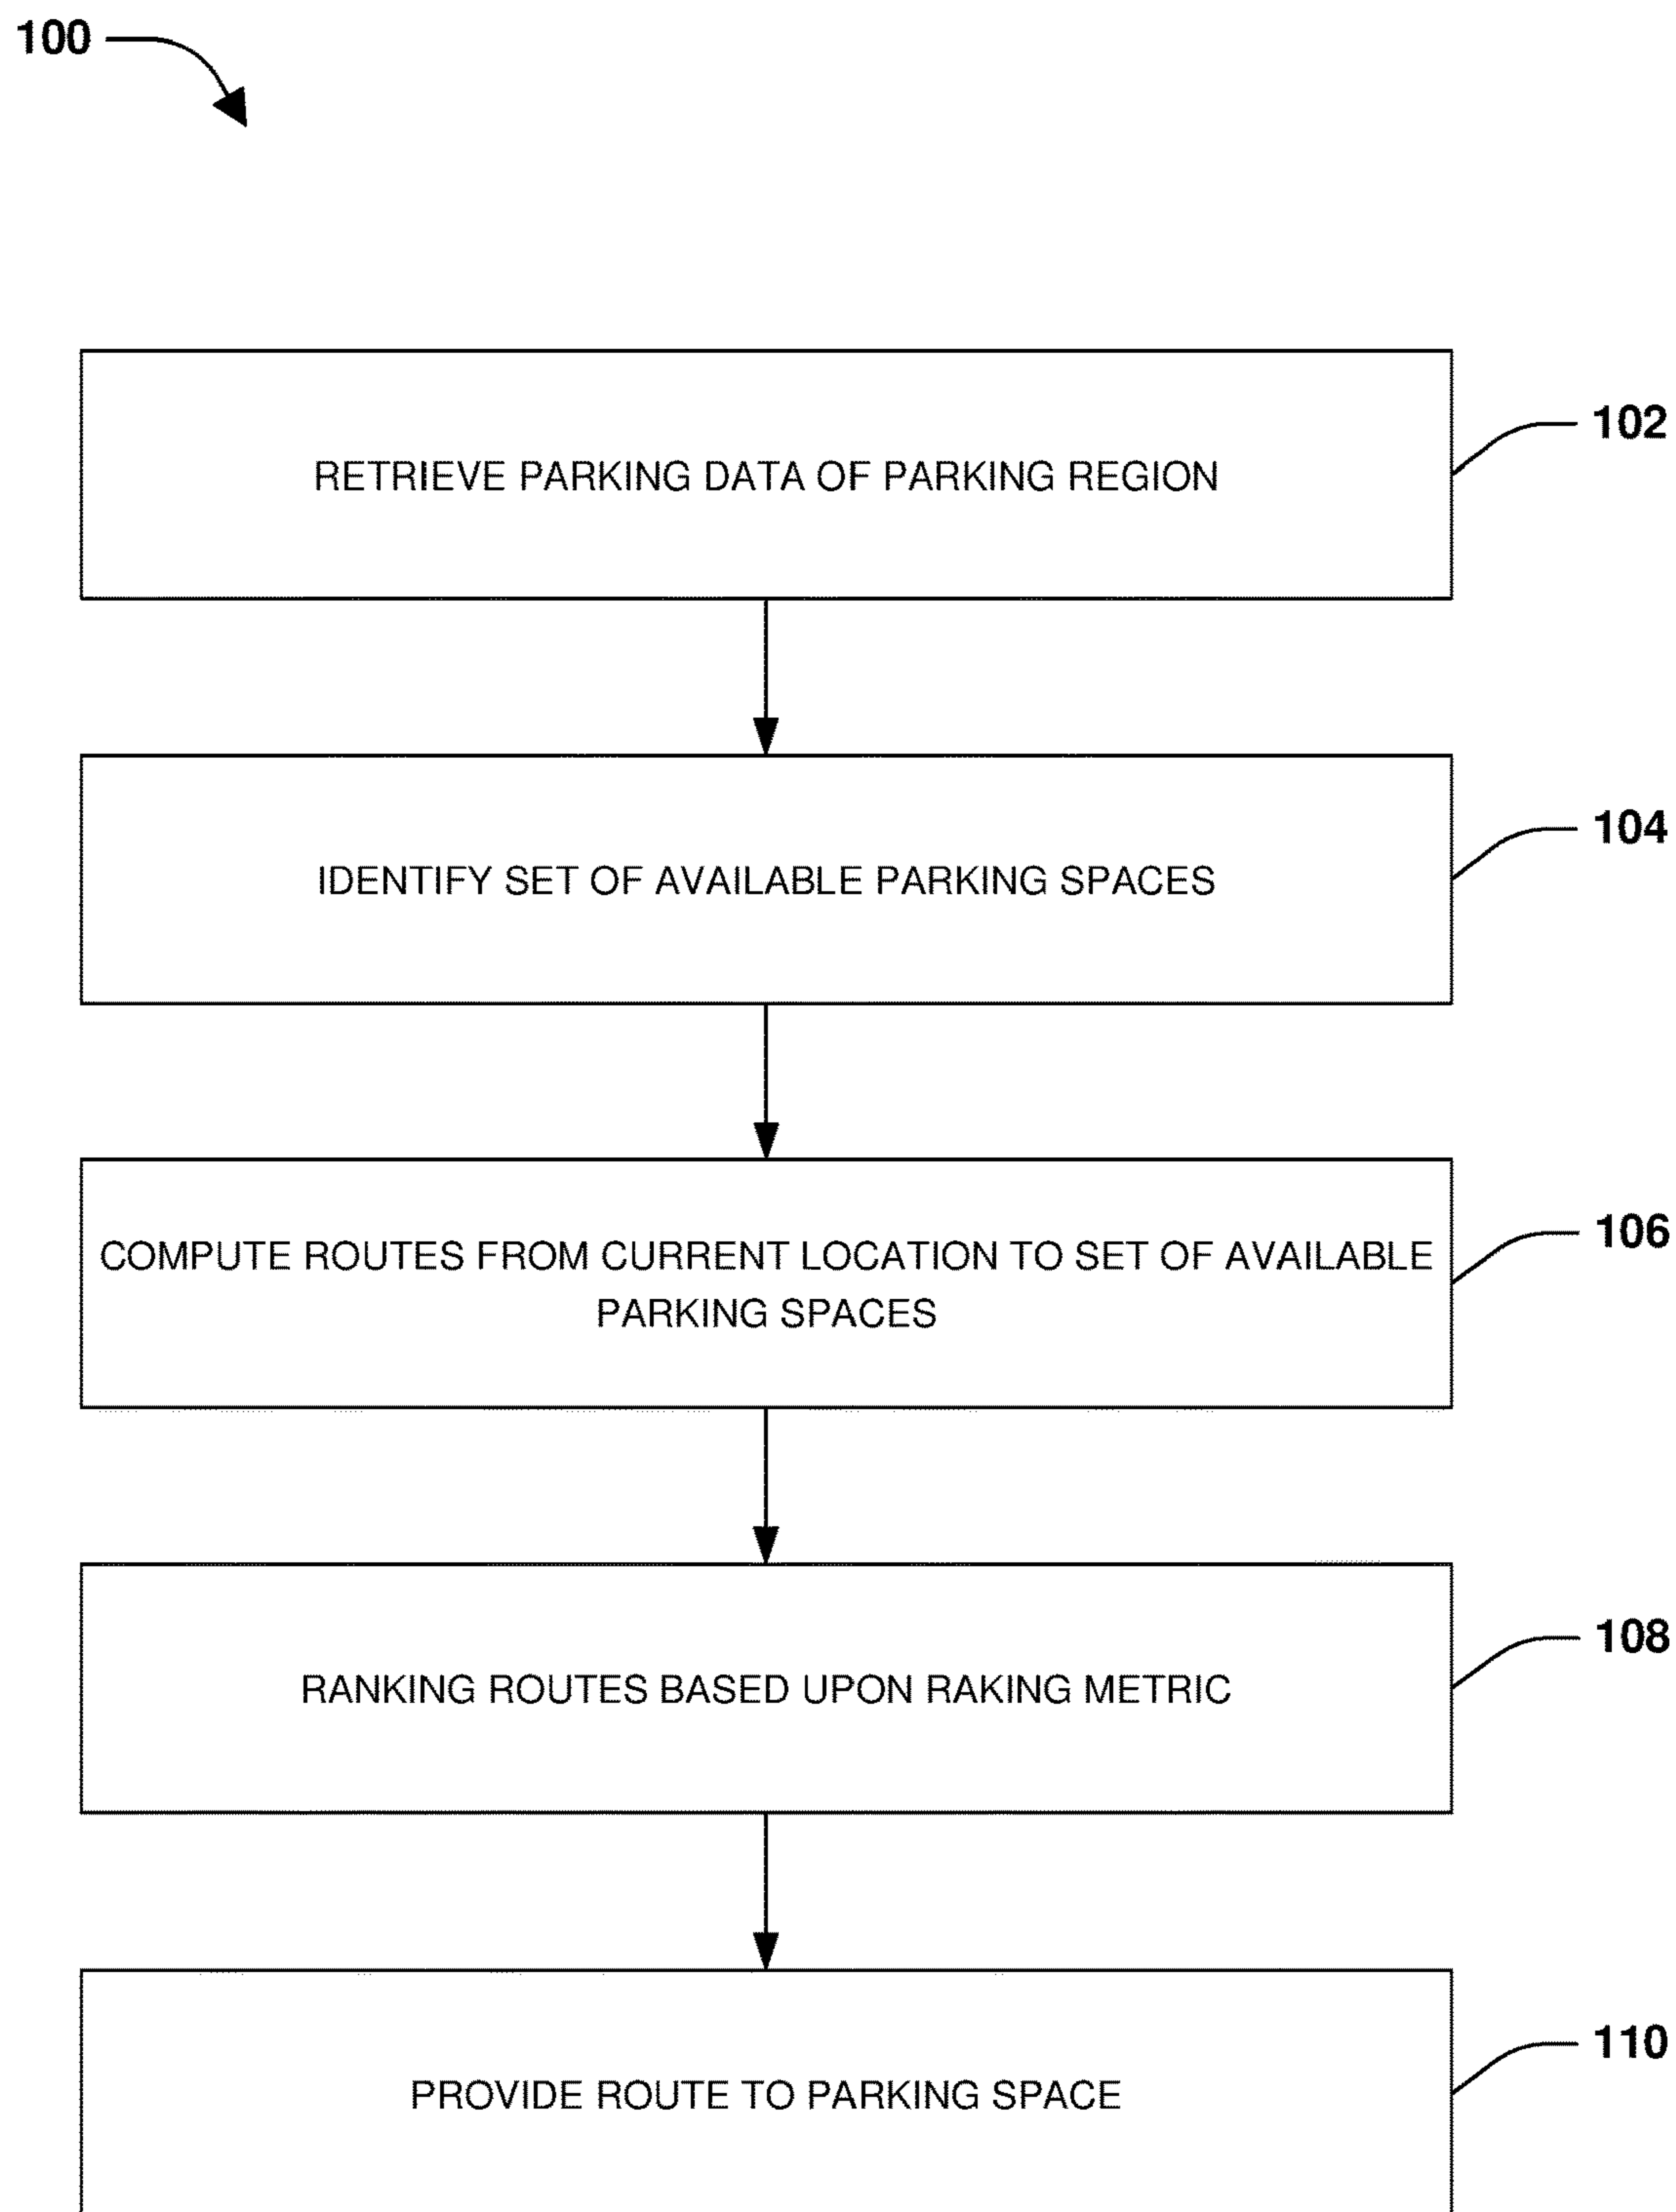 100
RETRIEVE PARKING DATA OF PARKING REGION
102
IDENTIFY SET OF AVAILABLE PARKING SPACES
104
COMPUTE ROUTES FROM CURRENT LOCATION TO SET OF AVAILABLE
PARKING SPACES
106
RANKING ROUTES BASED UPON RAKING METRIC
108
PROVIDE ROUTE TO PARKING SPACE
110